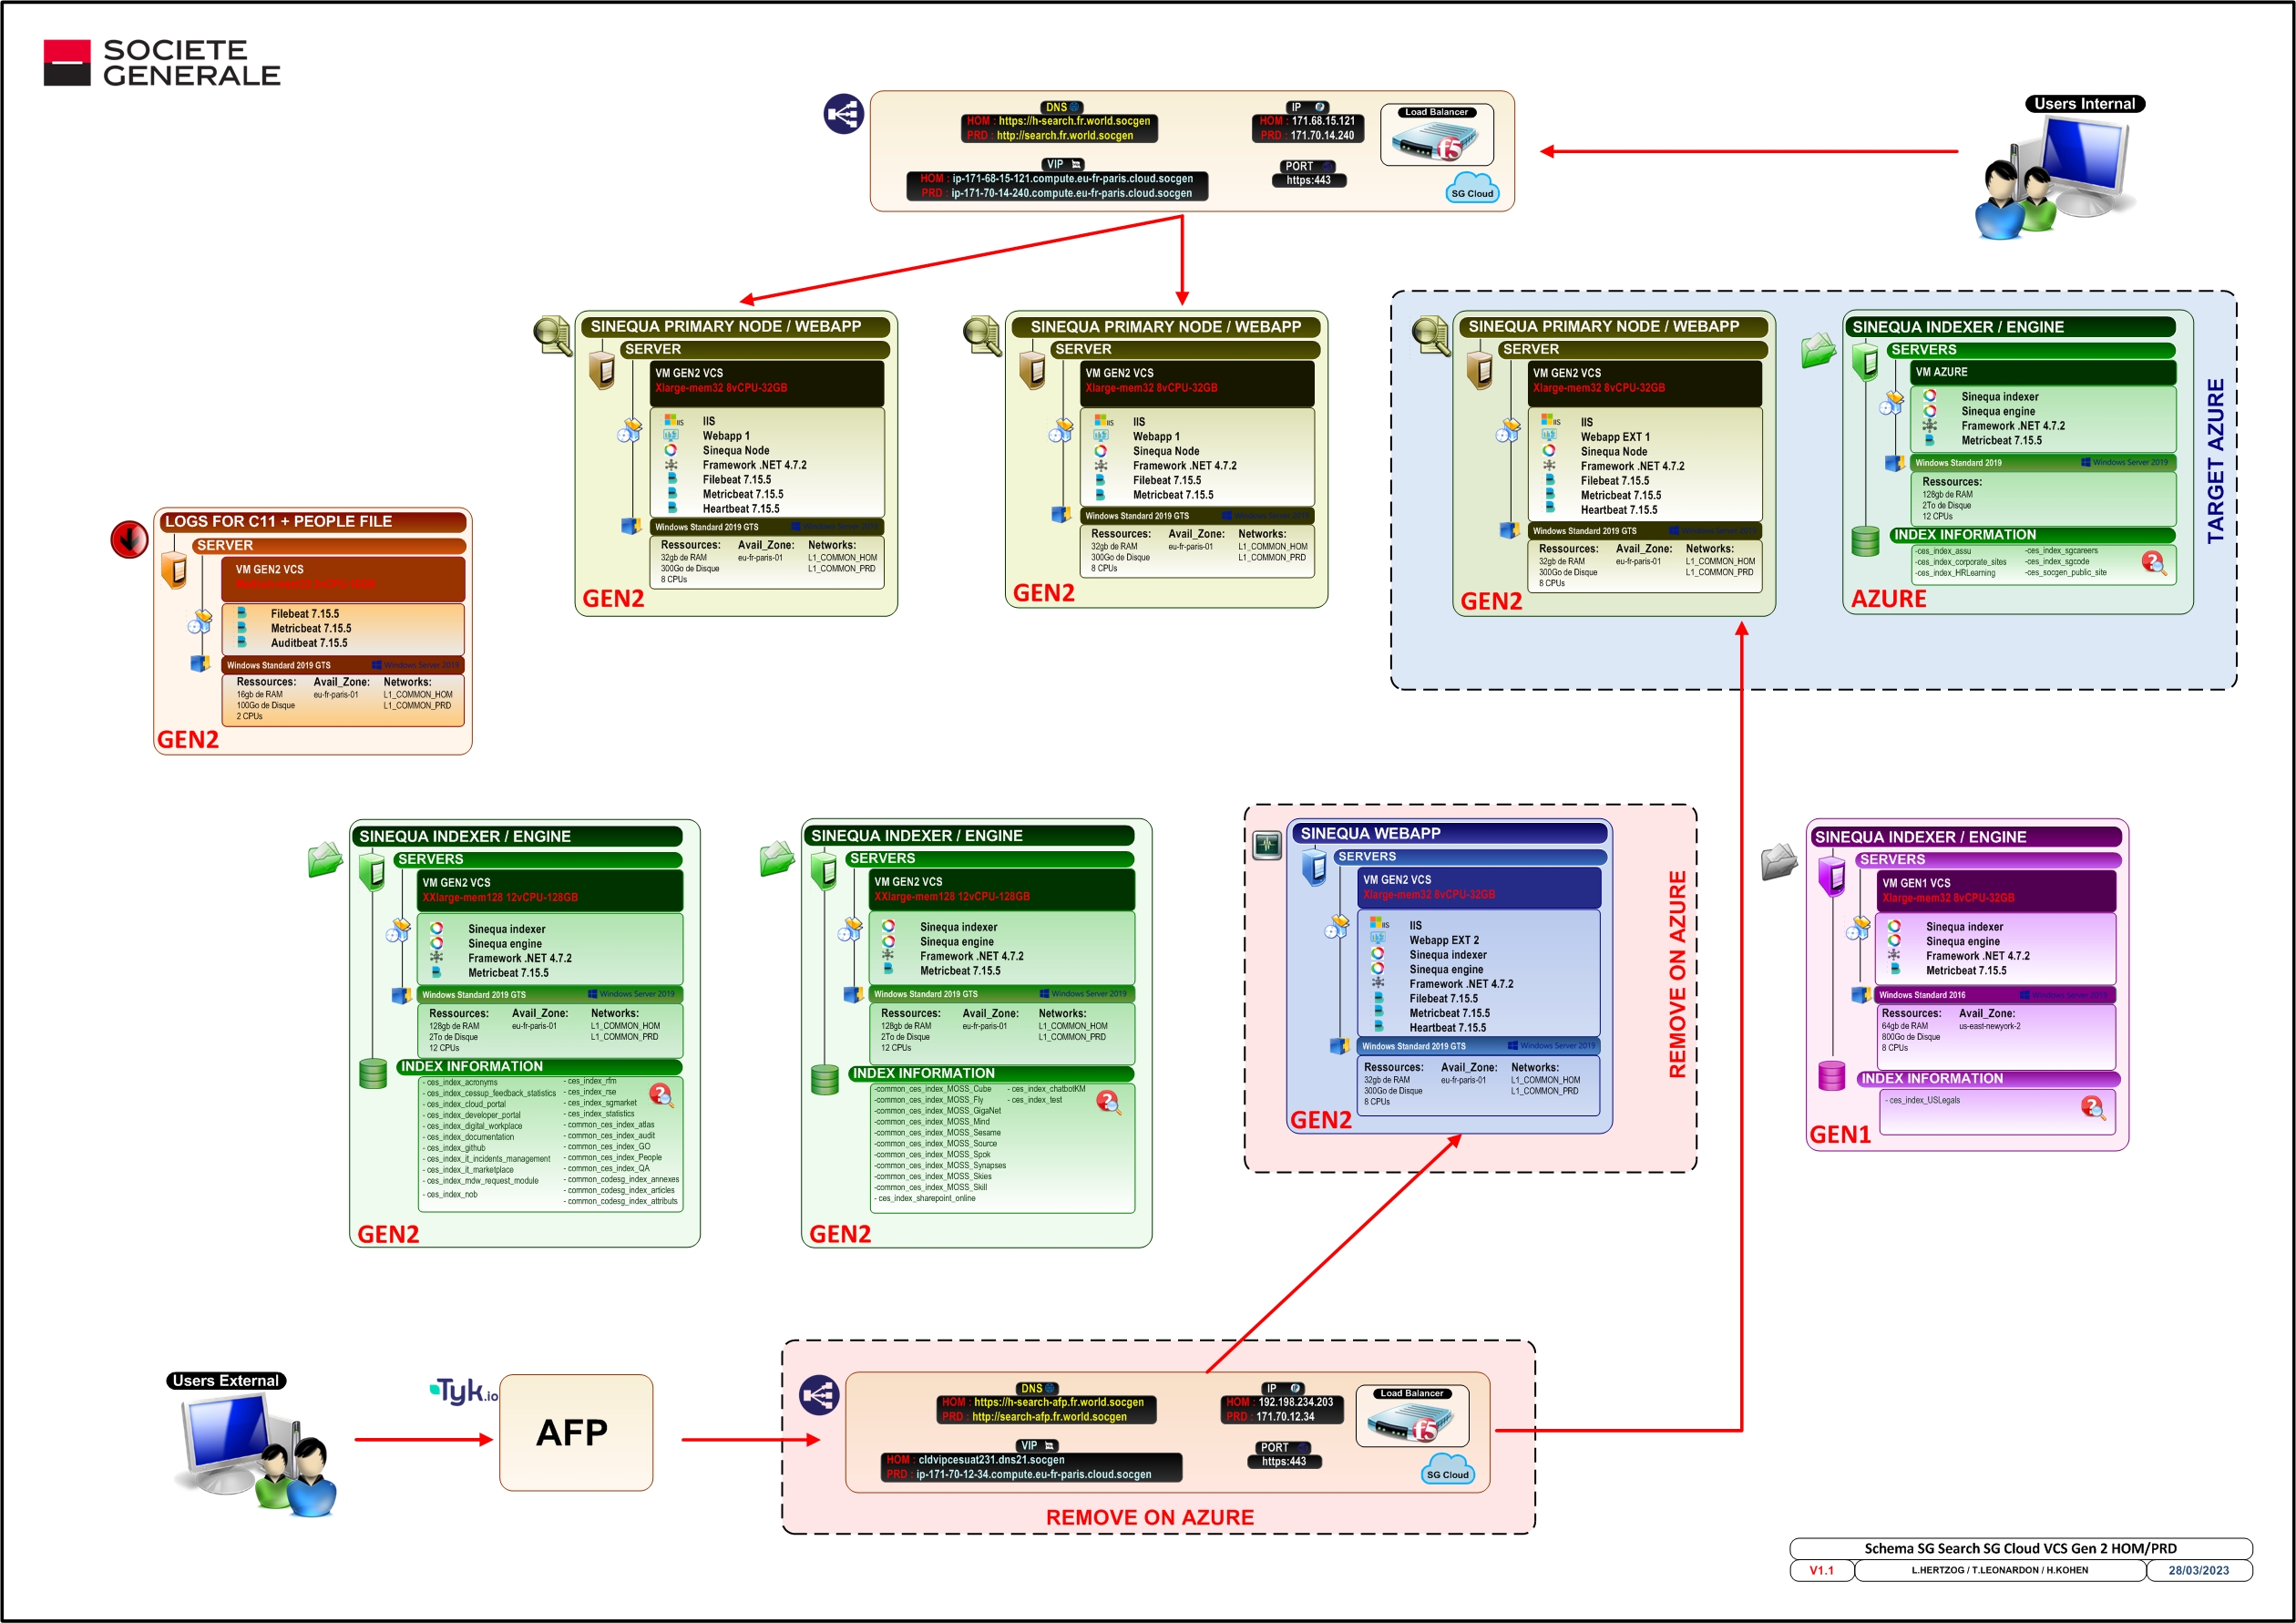 SOCIETE
GENERALE
DNS
HOM : https://h-search.fr.world.socgen
PRD : http://search.fr.world.socgen
IP
HOM : 171.68.15.121
PRD : 171.70.14.240
Load Balancer
f5
VIP
HOM : ip-171-68-15-121.compute.eu-fr-paris.cloud.socgen
PRD : ip-171-70-14-240.compute.eu-fr-paris.cloud.socgen
PORT
https:443
SG Cloud
Users Internal
SINEQUA PRIMARY NODE / WEBAPP
SERVER
VM GEN2 VCS
Xlarge-mem32 8vCPU-32GB
IIS
IIS
Webapp 1
Sinequa Node
Framework .NET 4.7.2
Filebeat 7.15.5
Metricbeat 7.15.5
Heartbeat 7.15.5
Windows Standard 2019 GTS
Windows Server 2019
Ressources: Avail_Zone: Networks:
32gb de RAM eu-fr-paris-01 L1_COMMON_HOM
300Go de Disque L1_COMMON_PRD
8 CPUs
GEN2
SINEQUA PRIMARY NODE / WEBAPP
SERVER
VM GEN2 VCS
Xlarge-mem32 8vCPU-32GB
IIS
IIS
Webapp 1
Sinequa Node
Framework .NET 4.7.2
Filebeat 7.15.5
Metricbeat 7.15.5
Windows Standard 2019 GTS
Windows Server 2019
Ressources: Avail_Zone: Networks:
32gb de RAM eu-fr-paris-01 L1_COMMON_HOM
300Go de Disque L1_COMMON_PRD
8 CPUs
GEN2
SINEQUA PRIMARY NODE / WEBAPP
SERVER
VM GEN2 VCS
Xlarge-mem32 8vCPU-32GB
IIS
IIS
Webapp EXT 1
Sinequa Node
Framework .NET 4.7.2
Filebeat 7.15.5
Metricbeat 7.15.5
Heartbeat 7.15.5
Windows Standard 2019 GTS
Windows Server 2019
Ressources: Avail_Zone: Networks:
32gb de RAM eu-fr-paris-01 L1_COMMON_HOM
300Go de Disque L1_COMMON_PRD
8 CPUs
GEN2
SINEQUA INDEXER / ENGINE
SERVERS
VM AZURE
Sinequa indexer
Sinequa engine
Framework .NET 4.7.2
Metricbeat 7.15.5
Windows Standard 2019
Windows Server 2019
Ressources:
128gb de RAM
2To de Disque
12 CPUs
INDEX INFORMATION
-ces_index_assu -ces_index_sgcareers
-ces_index_corporate_sites -ces_index_sgcode
-ces_index_HRLearning -ces_socgen_public_site
AZURE
TARGET AZURE
LOGS FOR C11 + PEOPLE FILE
SERVER
VM GEN2 VCS
Filebeat 7.15.5
Metricbeat 7.15.5
Auditbeat 7.15.5
Windows Standard 2019 GTS
Windows Server 2019
Ressources: Avail_Zone: Networks:
16gb de RAM eu-fr-paris-01 L1_COMMON_HOM
100Go de Disque L1_COMMON_PRD
2 CPUs
GEN2
SINEQUA INDEXER / ENGINE
SERVERS
VM GEN2 VCS
XXlarge-mem128 12vCPU-128GB
Sinequa indexer
Sinequa engine
Framework .NET 4.7.2
Metricbeat 7.15.5
Windows Standard 2019 GTS
Windows Server 2019
Ressources: Avail_Zone: Networks:
128gb de RAM eu-fr-paris-01 L1_COMMON_HOM
2To de Disque L1_COMMON_PRD
12 CPUs
INDEX INFORMATION
- ces_index_acronyms - ces_index_rfm
- ces_index_cessup_feedback_statistics - ces_index_rse
- ces_index_cloud_portal - ces_index_sgmarket
- ces_index_developer_portal - ces_index_statistics
- ces_index_digital_workplace - common_ces_index_atlas
- ces_index_documentation - common_ces_index_audit
- ces_index_github - common_ces_index_GO
- ces_index_it_incidents_management - common_ces_index_People
- ces_index_it_marketplace - common_ces_index_QA
- ces_index_mdw_request_module - common_codesg_index_annexes
- ces_index_nob - common_codesg_index_articles
- common_codesg_index_attributs
GEN2
SINEQUA INDEXER / ENGINE
SERVERS
VM GEN2 VCS
XXlarge-mem128 12vCPU-128GB
Sinequa indexer
Sinequa engine
Framework .NET 4.7.2
Metricbeat 7.15.5
Windows Standard 2019 GTS
Windows Server 2019
Ressources: Avail_Zone: Networks:
128gb de RAM eu-fr-paris-01 L1_COMMON_HOM
2To de Disque L1_COMMON_PRD
12 CPUs
INDEX INFORMATION
-common_ces_index_MOSS_Cube - ces_index_chatbotKM
-common_ces_index_MOSS_Fly - ces_index_test
-common_ces_index_MOSS_GigaNet
-common_ces_index_MOSS_Mind
-common_ces_index_MOSS_Sesame
-common_ces_index_MOSS_Source
-common_ces_index_MOSS_Spok
-common_ces_index_MOSS_Synapses
-common_ces_index_MOSS_Skies
-common_ces_index_MOSS_Skill
- ces_index_sharepoint_online
GEN2
SINEQUA WEBAPP
SERVERS
VM GEN2 VCS
Xlarge-mem32 8vCPU-32GB
IIS
IIS
Webapp EXT 2
Sinequa indexer
Sinequa engine
Framework .NET 4.7.2
Filebeat 7.15.5
Metricbeat 7.15.5
Heartbeat 7.15.5
Windows Standard 2019 GTS
Windows Server 2019
Ressources: Avail_Zone: Networks:
32gb de RAM eu-fr-paris-01 L1_COMMON_HOM
300Go de Disque L1_COMMON_PRD
8 CPUs
GEN2
REMOVE ON AZURE
SINEQUA INDEXER / ENGINE
SERVERS
VM GEN1 VCS
Xlarge-mem32 8vCPU-32GB
Sinequa indexer
Sinequa engine
Framework .NET 4.7.2
Metricbeat 7.15.5
Windows Standard 2016
Ressources: Avail_Zone:
64gb de RAM us-east-newyork-2
800Go de Disque
8 CPUs
INDEX INFORMATION
- ces_index_USLegals
GEN1
Users External
Tyk.io
AFP
DNS
HOM : https://h-search-afp.fr.world.socgen
PRD : http://search-afp.fr.world.socgen
IP
HOM : 192.198.234.203
PRD : 171.70.12.34
Load Balancer
f5
VIP
HOM : cldvipcesuat231.dns21.socgen
PRD : ip-171-70-12-34.compute.eu-fr-paris.cloud.socgen
PORT
https:443
SG Cloud
REMOVE ON AZURE
Schema SG Search SG Cloud VCS Gen 2 HOM/PRD
V1.1 L.HERTZOG / T.LEONARDON / H.KOHEN 28/03/2023